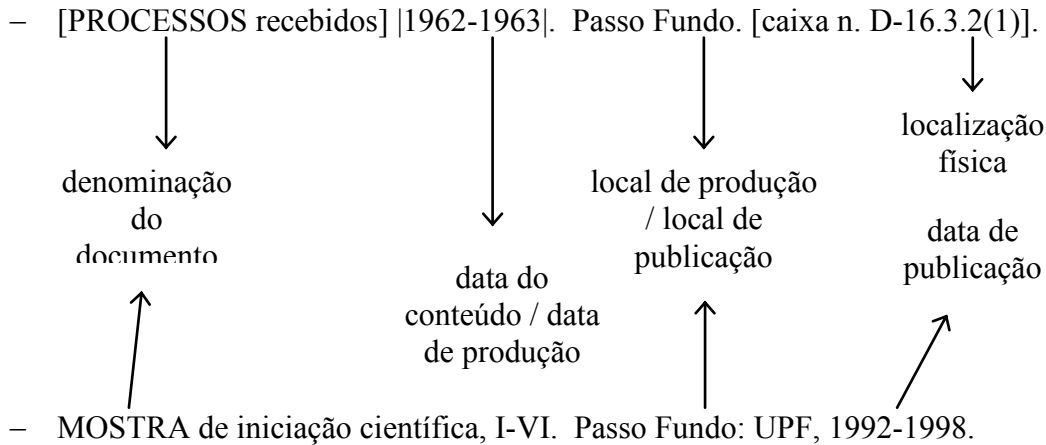 – [PROCESSOS recebidos] |1962-1963|. Passo Fundo. [caixa n. D-16.3.2(1)].
denominação
do
documento
data do
conteúdo / data
de produção
local de produção
/ local de
publicação
localização
física
data de
publicação
– MOSTRA de iniciação científica, I-VI. Passo Fundo: UPF, 1992-1998.